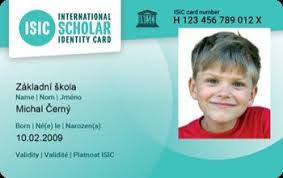 ISIC
INTERNATIONAL
SCHOLAR
IDENTITY CARD
ISIC card number
H 123 456 789 012 X
Základní škola
Name | Nom | Jméno
Michal Černý
Born | Né(e) le | Narozen(a)
10.02.2009
Validity | Validité | Platnost ISIC